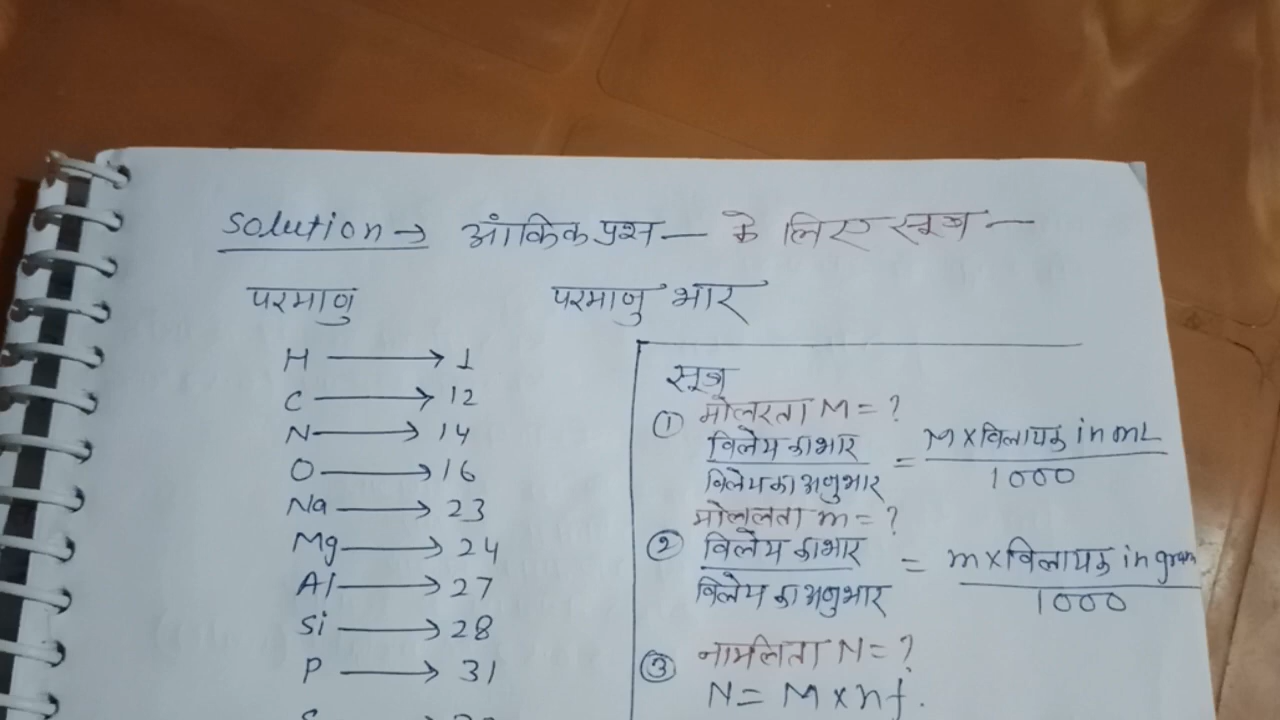 Solution → आंकिक प्रश्न — के लिए सूत्र —
परमाणु परमाणु भार
H → 1
C → 12
N → 14
O → 16
Na → 23
Mg → 24
Al → 27
Si → 28
P → 31
सूत्र
① मोलरता M = ?
विलेय का भार / विलेय का अणुभार = M × विलायक in mL / 1000
मोललता m = ?
② विलेय का भार / विलेय का अणुभार = m × विलायक in gram / 1000
③ नार्मलता N = ?
N = M × nf.